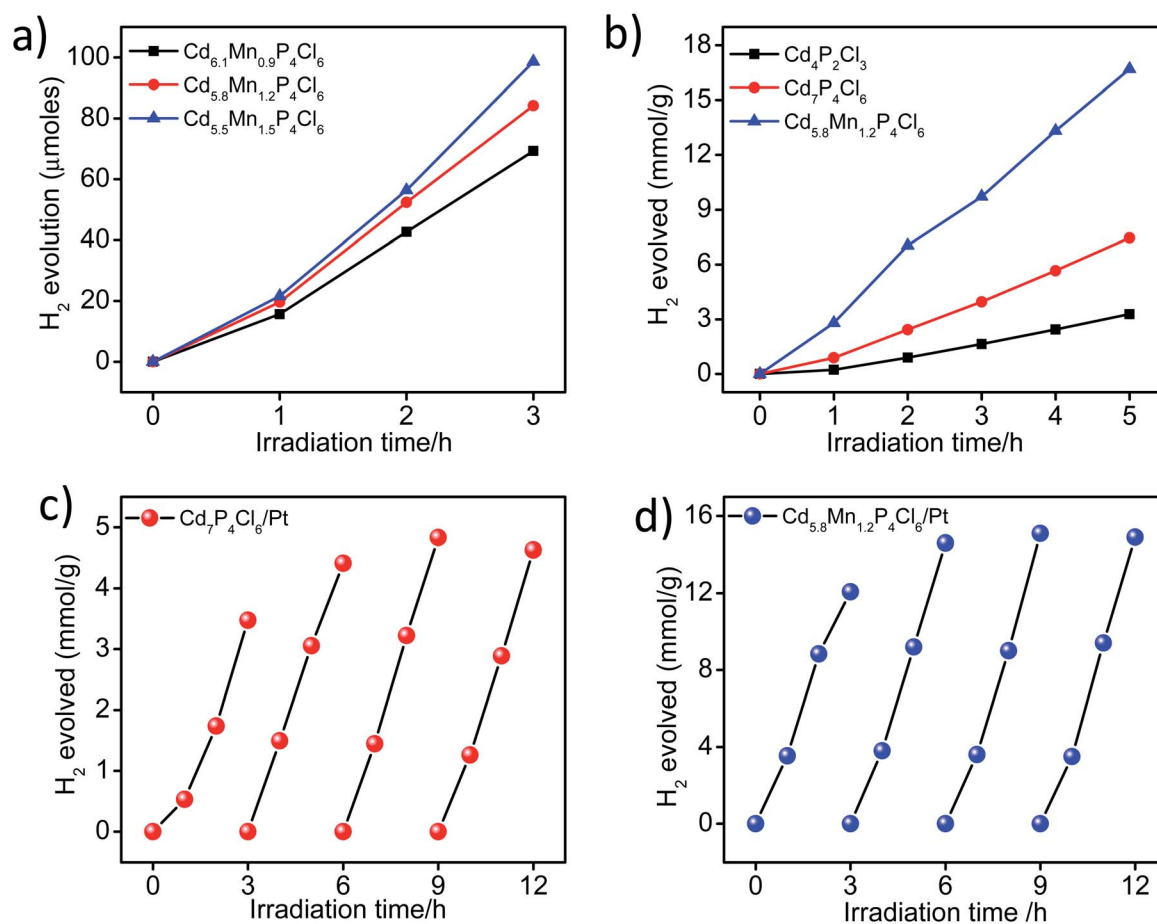 a)
H2 evolution (μmoles)
100
80
60
40
20
0
Cd6.1Mn0.9P4Cl6
Cd5.8Mn1.2P4Cl6
Cd5.5Mn1.5P4Cl6
0 1 2 3
Irradiation time/h
b)
H2 evolved (mmol/g)
18
15
12
9
6
3
0
Cd4P2Cl3
Cd7P4Cl6
Cd5.8Mn1.2P4Cl6
0 1 2 3 4 5
Irradiation time/h
c)
H2 evolved (mmol/g)
5
4
3
2
1
0
Cd7P4Cl6/Pt
0 3 6 9 12
Irradiation time/h
d)
H2 evolved (mmol/g)
16
12
8
4
0
Cd5.8Mn1.2P4Cl6/Pt
0 3 6 9 12
Irradiation time /h